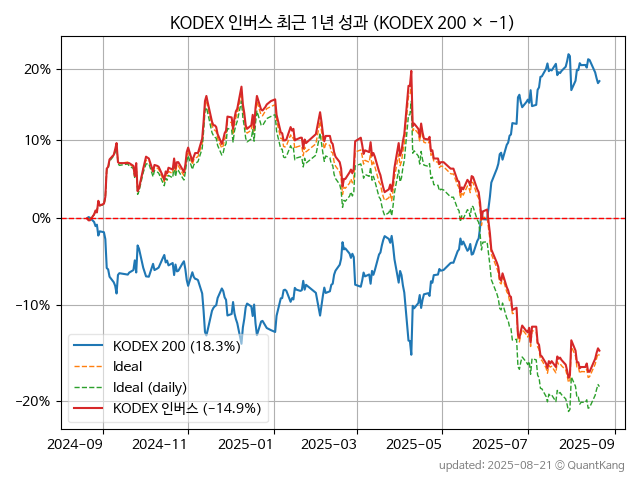 KODEX 인버스 최근 1년 성과 (KODEX 200 × −1)
20%
10%
0%
−10%
−20%
KODEX 200 (18.3%)
Ideal
Ideal (daily)
KODEX 인버스 (−14.9%)
2024-09 2024-11 2025-01 2025-03 2025-05 2025-07 2025-09
updated: 2025-08-21 © QuantKang